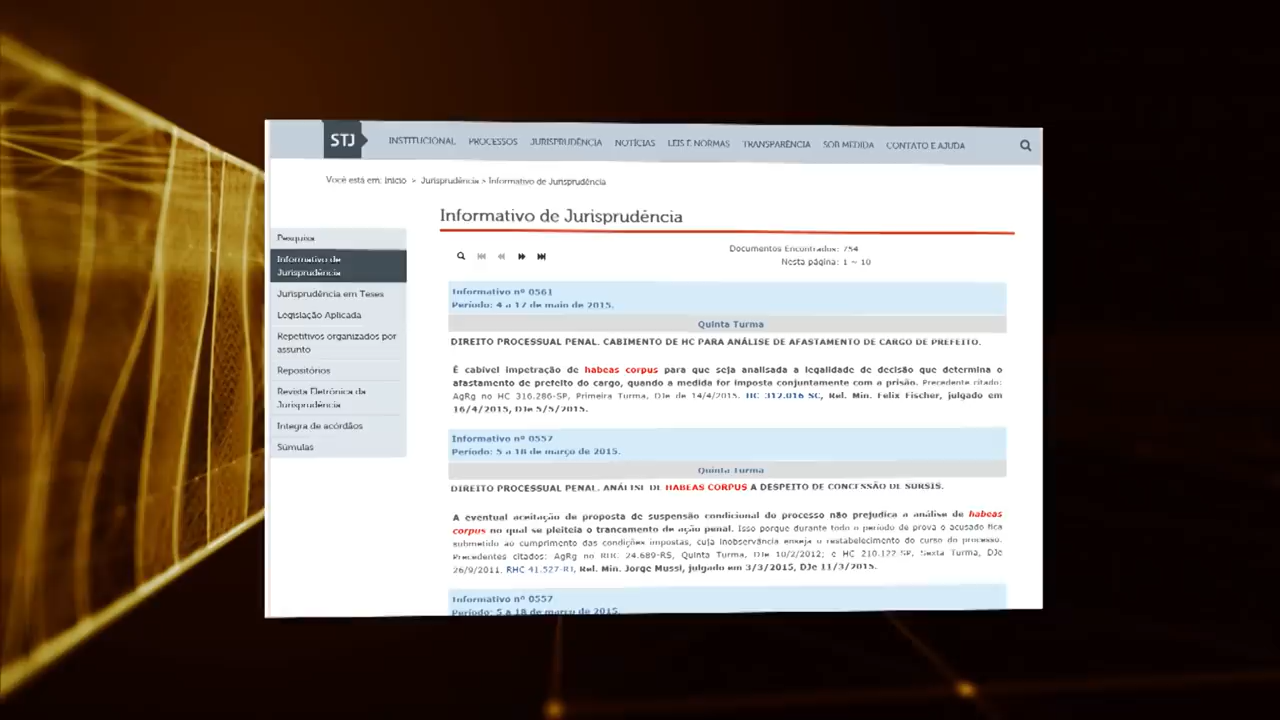 STJ
INSTITUCIONAL PROCESSOS JURISPRUDÊNCIA NOTÍCIAS LEIS E NORMAS TRANSPARÊNCIA SOB MEDIDA CONTATO E AJUDA
Você está em: Início > Jurisprudência > Informativo de Jurisprudência
Informativo de Jurisprudência
Pesquisa
Informativo de
Jurisprudência
Jurisprudência em Teses
Legislação Aplicada
Repetitivos organizados por
assunto
Repositórios
Revista Eletrônica da
Jurisprudência
Íntegra de acórdãos
Súmulas
Documentos Encontrados: 754
Nesta página: 1 ~ 10
Informativo nº 0561
Período: 4 a 17 de maio de 2015.
Quinta Turma
DIREITO PROCESSUAL PENAL. CABIMENTO DE HC PARA ANÁLISE DE AFASTAMENTO DE CARGO DE PREFEITO.
É cabível impetração de habeas corpus para que seja analisada a legalidade de decisão que determina o
afastamento de prefeito do cargo, quando a medida for imposta conjuntamente com a prisão. Precedente citado:
AgRg no HC 316.286-SP, Primeira Turma, DJe de 14/4/2015. HC 312.016-SC, Rel. Min. Felix Fischer, julgado em
16/4/2015, DJe 5/5/2015.
Informativo nº 0557
Período: 5 a 18 de março de 2015.
Quinta Turma
DIREITO PROCESSUAL PENAL. ANÁLISE DE HABEAS CORPUS A DESPEITO DE CONCESSÃO DE SURSIS.
A eventual aceitação de proposta de suspensão condicional do processo não prejudica a análise de habeas
corpus no qual se pleiteia o trancamento de ação penal. Isso porque durante todo o período de prova o acusado fica
submetido ao cumprimento das condições impostas, cuja inobservância enseja o restabelecimento do curso do processo.
Precedentes citados: AgRg no RHC 24.689-RS, Quinta Turma, DJe 10/2/2012; e HC 210.122-SP, Sexta Turma, DJe
26/9/2011. RHC 41.527-RJ, Rel. Min. Jorge Mussi, julgado em 3/3/2015, DJe 11/3/2015.
Informativo nº 0557
Período: 5 a 18 de março de 2015.